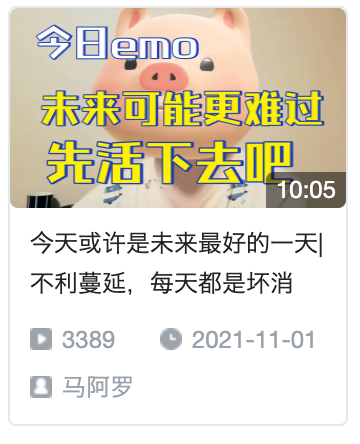 今日emo
未来可能更难过
先活下去吧
10:05
今天或许是未来最好的一天|
不利蔓延，每天都是坏消
3389
2021-11-01
马阿罗